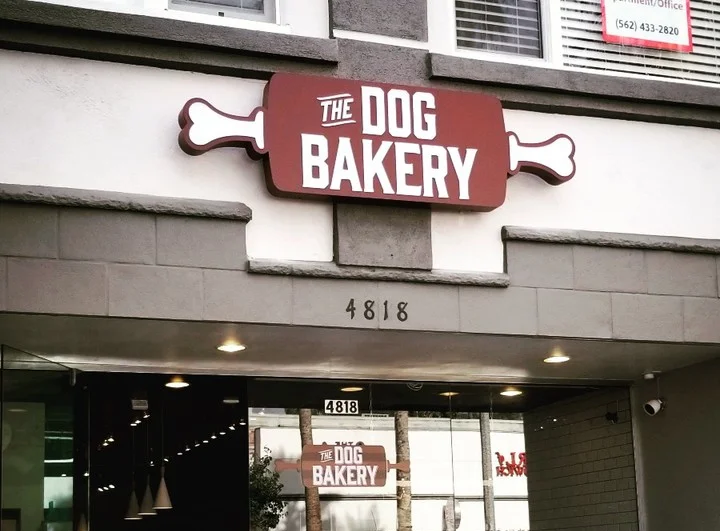 (562) 433-2820
THE DOG
BAKERY
4818
4818
THE DOG
BAKERY